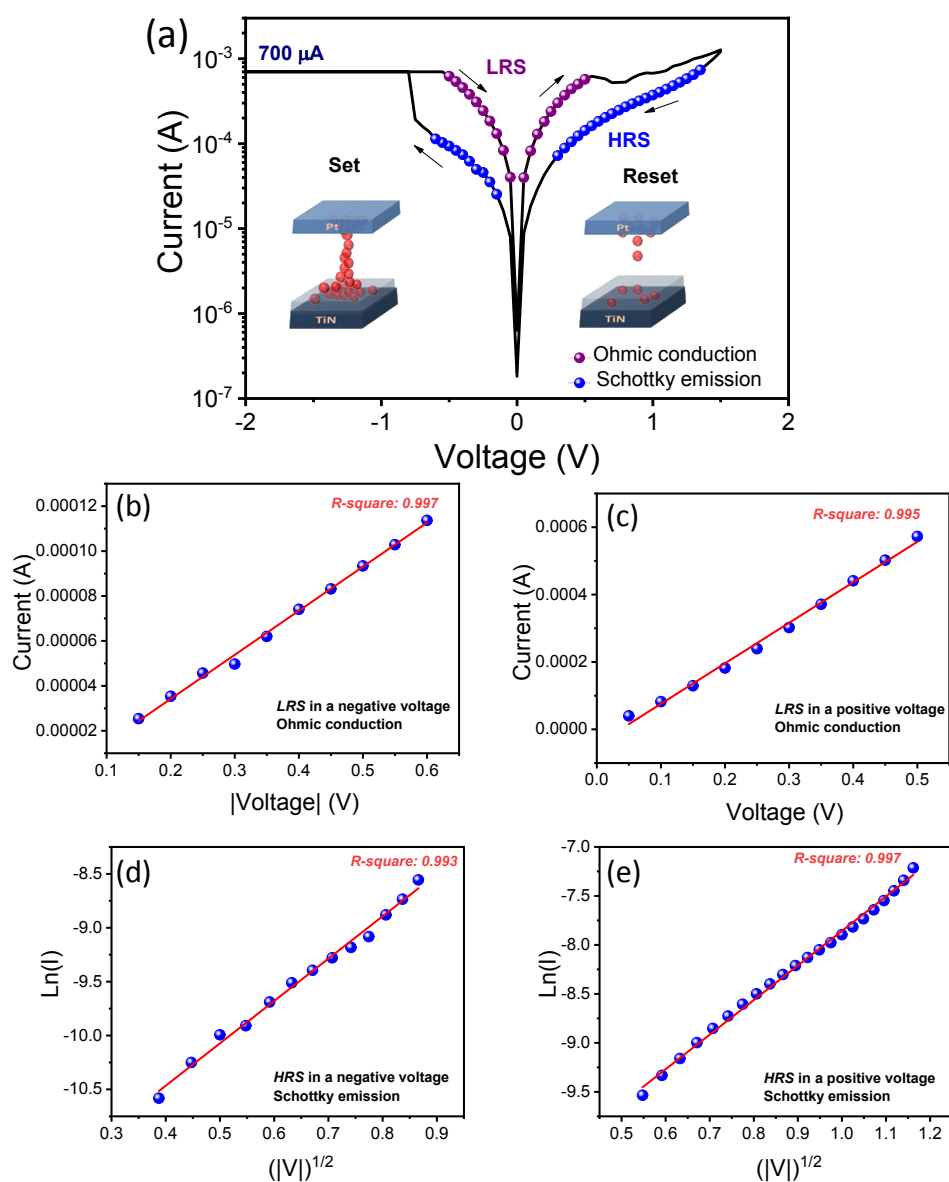 (a)
700 µA
LRS
HRS
Set
Reset
Pt
TiN
Pt
TiN
Ohmic conduction
Schottky emission
10⁻³
10⁻⁴
10⁻⁵
10⁻⁶
10⁻⁷
Current (A)
-2 -1 0 1 2
Voltage (V)
(b)
R-square: 0.997
0.00012
0.00010
0.00008
0.00006
0.00004
0.00002
Current (A)
LRS in a negative voltage
Ohmic conduction
0.1 0.2 0.3 0.4 0.5 0.6
|Voltage| (V)
(c)
R-square: 0.995
0.0006
0.0004
0.0002
0.0000
Current (A)
LRS in a positive voltage
Ohmic conduction
0.0 0.1 0.2 0.3 0.4 0.5
Voltage (V)
(d)
R-square: 0.993
-8.5
-9.0
-9.5
-10.0
-10.5
Ln(I)
HRS in a negative voltage
Schottky emission
0.3 0.4 0.5 0.6 0.7 0.8 0.9
(|V|)¹/²
(e)
R-square: 0.997
-7.0
-7.5
-8.0
-8.5
-9.0
-9.5
Ln(I)
HRS in a positive voltage
Schottky emission
0.5 0.6 0.7 0.8 0.9 1.0 1.1 1.2
(|V|)¹/²